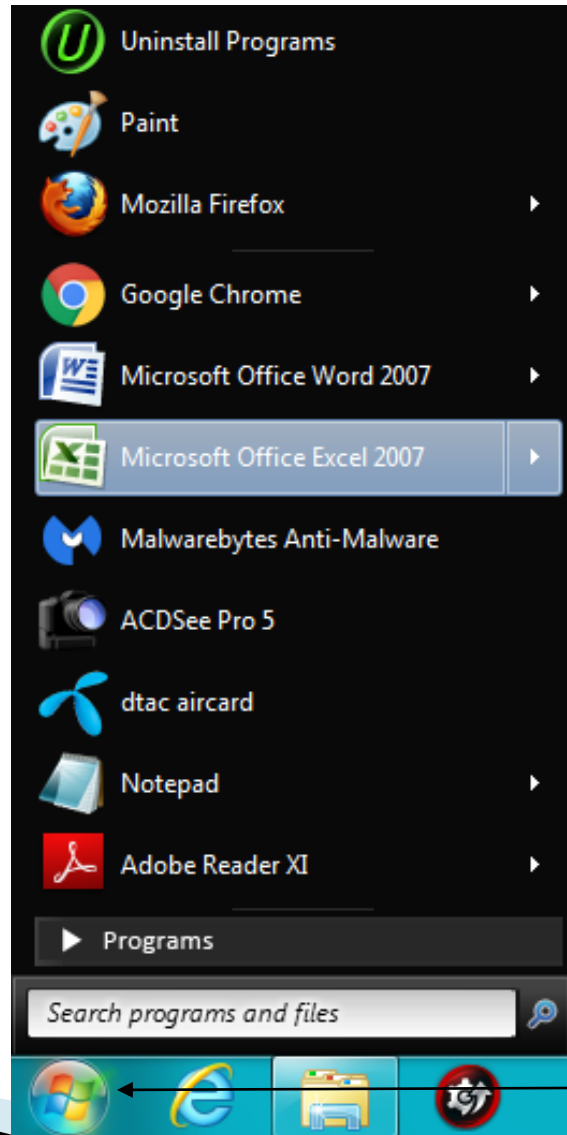 Uninstall Programs
Paint
Mozilla Firefox
Google Chrome
Microsoft Office Word 2007
Microsoft Office Excel 2007
Malwarebytes Anti-Malware
ACDSee Pro 5
dtac aircard
Notepad
Adobe Reader XI
Programs
Search programs and files